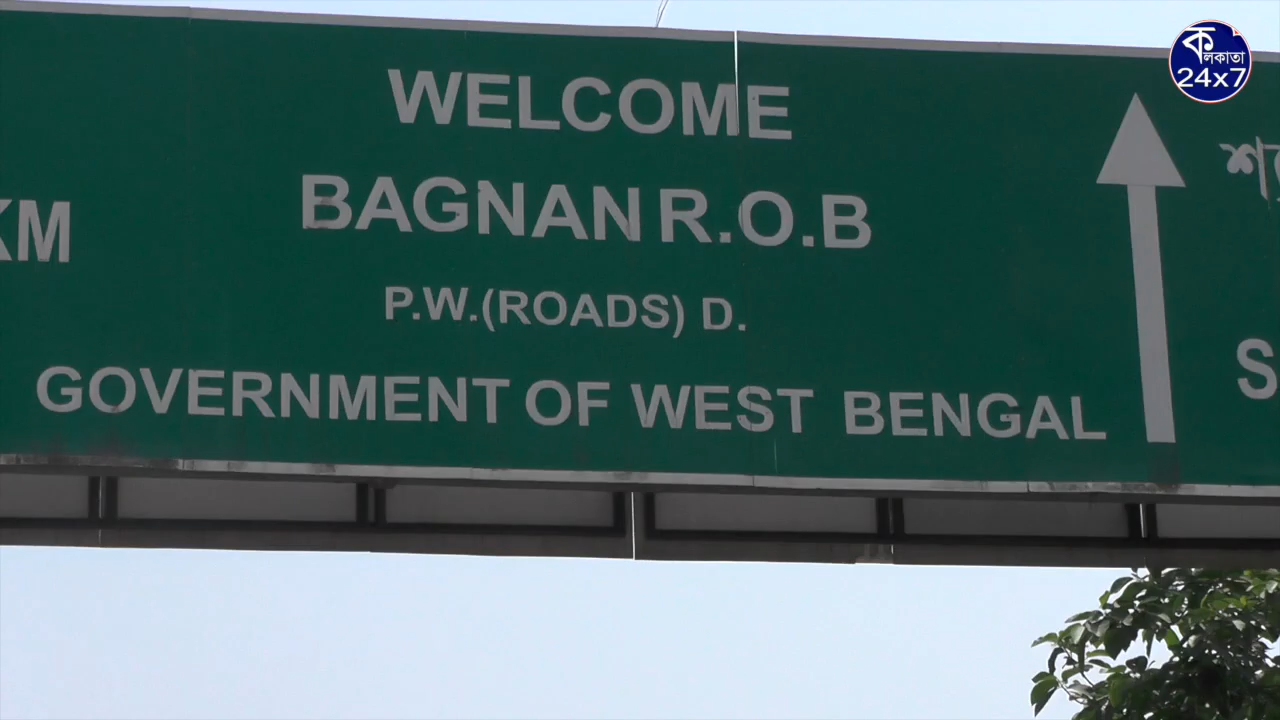 WELCOME
BAGNAN R.O.B
P.W.(ROADS) D.
GOVERNMENT OF WEST BENGAL
KM
কলকাতা
24x7